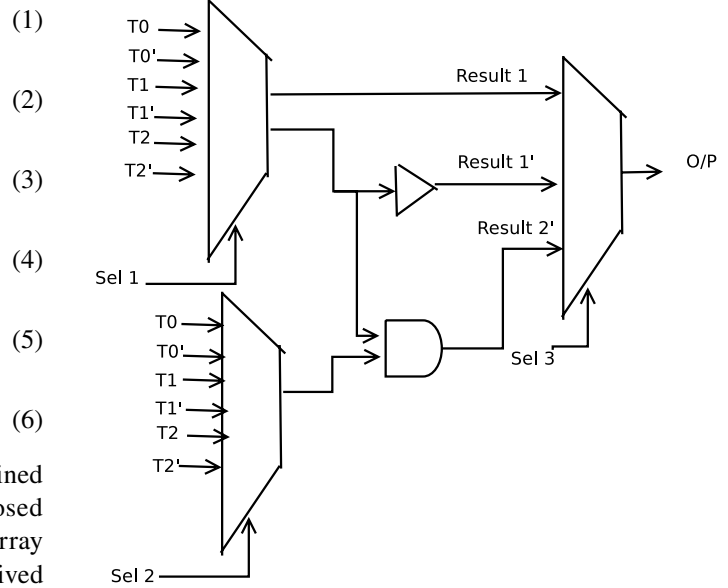 (1)
(2)
(3)
(4)
(5)
(6)
ined
osed
rray
ived
T0
T0'
T1
T1'
T2
T2'
Sel 1
T0
T0'
T1
T1'
T2
T2'
Sel 2
Result 1
Result 1'
Result 2'
Sel 3
O/P